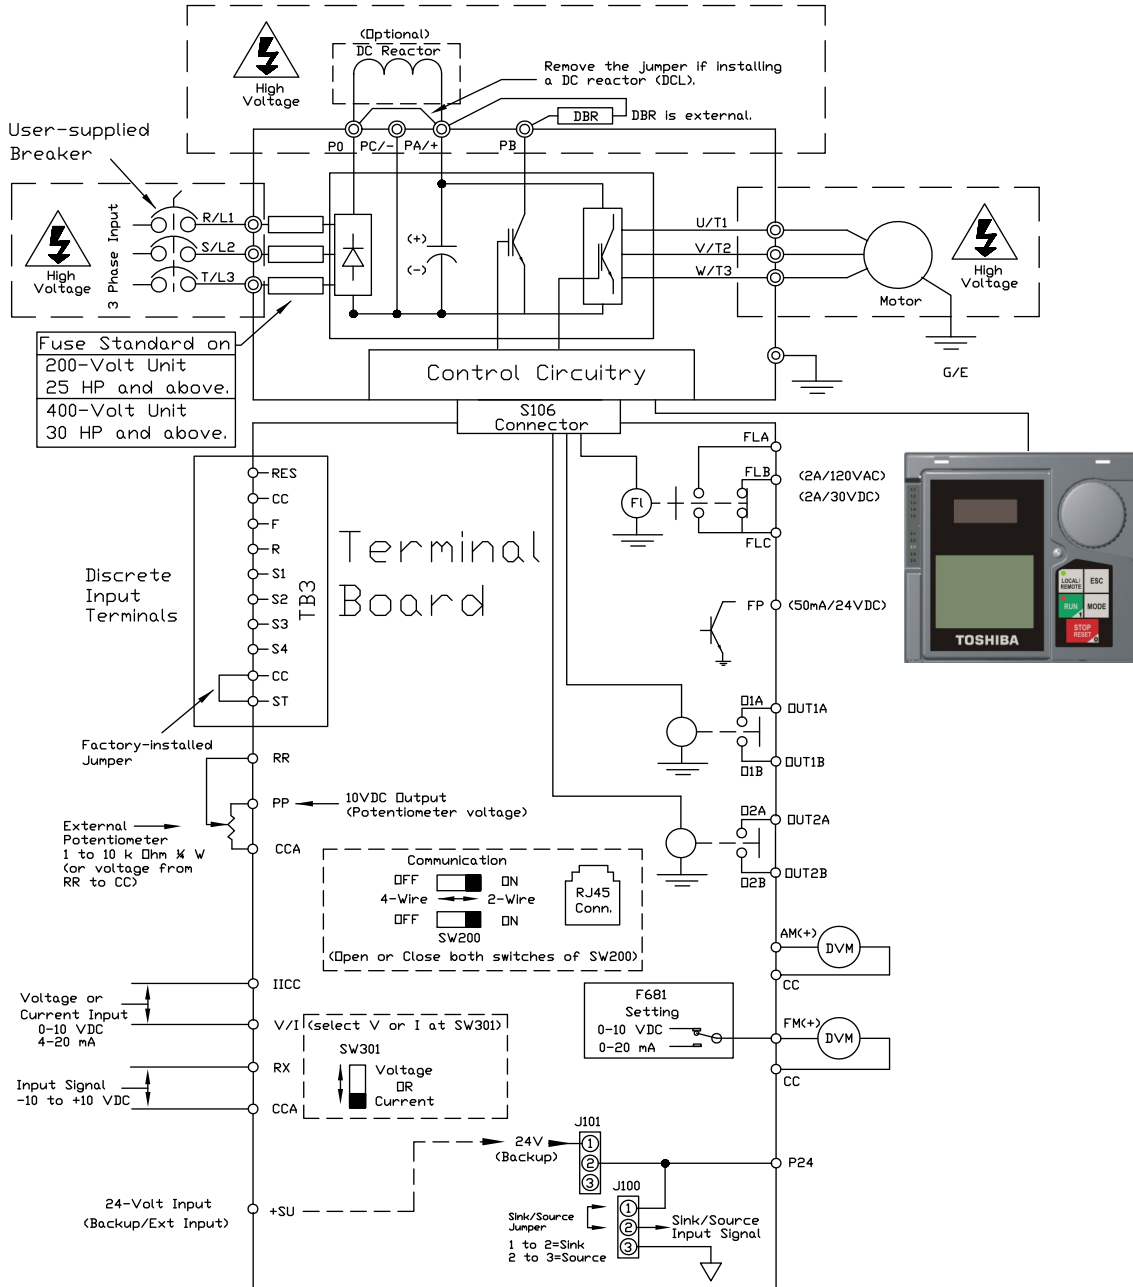 (Optional)
DC Reactor
Remove the jumper if installing
a DC reactor (DCL).
High
Voltage
DBR
DBR is external.
User-supplied
Breaker
PO
PC/-
PA/+
PB
3 Phase Input
R/L1
S/L2
T/L3
High
Voltage
(+)
(-)
U/T1
V/T2
W/T3
Motor
High
Voltage
G/E
Fuse Standard on
200-Volt Unit
25 HP and above.
400-Volt Unit
30 HP and above.
Control Circuitry
S106
Connector
FLA
FLB
(2A/120VAC)
(2A/30VDC)
Fl
FLC
RES
CC
F
R
S1
S2
S3
S4
CC
ST
TB3
Terminal
Board
Discrete
Input
Terminals
FP
(50mA/24VDC)
LOCAL/
REMOTE
ESC
RUN
MODE
STOP
RESET
TOSHIBA
Factory-installed
Jumper
O1A
OUT1A
O1B
OUT1B
RR
PP
10VDC Output
(Potentiometer voltage)
CCA
External
Potentiometer
1 to 10 k Ohm ¼ W
(or voltage from
RR to CC)
O2A
OUT2A
O2B
OUT2B
Communication
OFF
ON
4-Wire
2-Wire
OFF
ON
SW200
RJ45
Conn.
(Open or Close both switches of SW200)
AM(+)
DVM
CC
IICC
Voltage or
Current Input
0-10 VDC
4-20 mA
V/I
(select V or I at SW301)
SW301
Voltage
OR
Current
F681
Setting
0-10 VDC
0-20 mA
FM(+)
DVM
CC
RX
Input Signal
-10 to +10 VDC
CCA
J101
24V
(Backup)
1
2
3
P24
24-Volt Input
(Backup/Ext Input)
+SU
J100
1
2
3
Sink/Source
Jumper
1 to 2=Sink
2 to 3=Source
Sink/Source
Input Signal